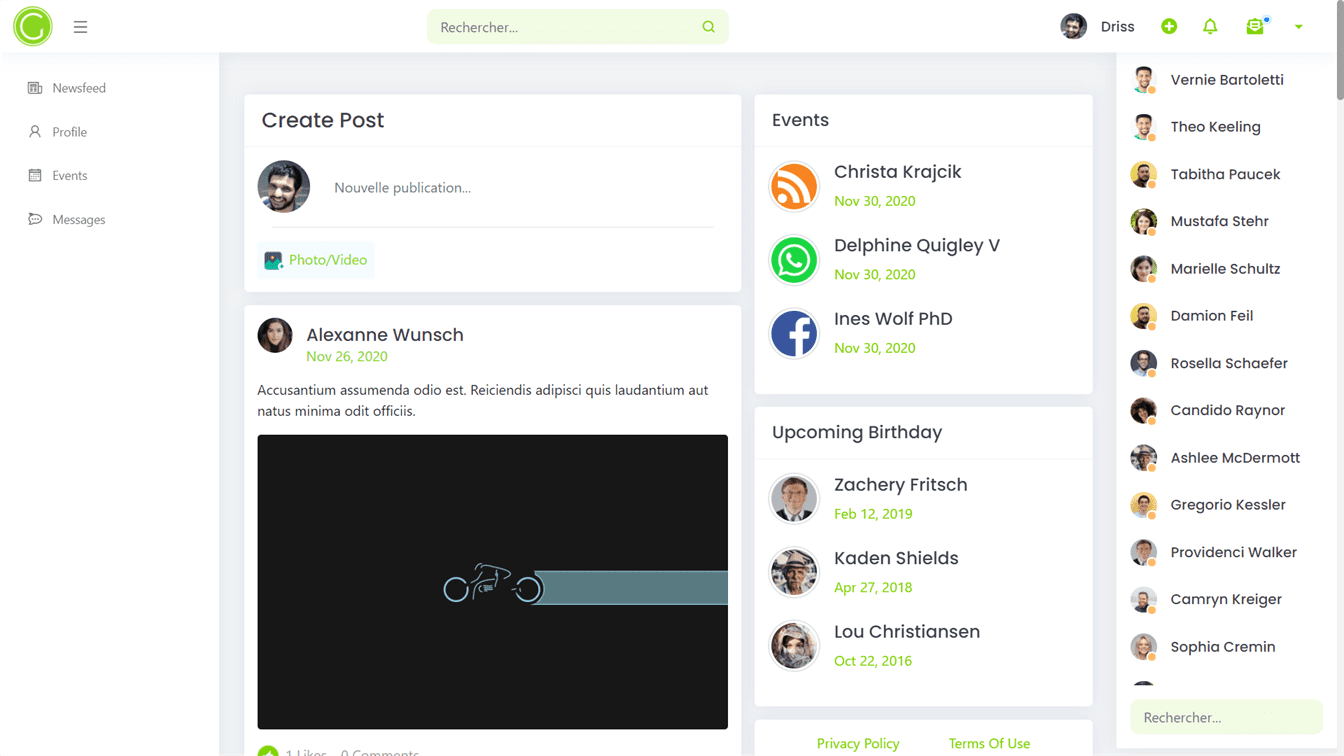 Rechercher...
Driss
Newsfeed
Profile
Events
Messages
Create Post
Nouvelle publication...
Photo/Video
Alexanne Wunsch
Nov 26, 2020
Accusantium assumenda odio est. Reiciendis adipisci quis laudantium aut
natus minima odit officiis.
1 Likes 0 Comments
Events
Christa Krajcik
Nov 30, 2020
Delphine Quigley V
Nov 30, 2020
Ines Wolf PhD
Nov 30, 2020
Upcoming Birthday
Zachery Fritsch
Feb 12, 2019
Kaden Shields
Apr 27, 2018
Lou Christiansen
Oct 22, 2016
Privacy Policy Terms Of Use
Vernie Bartoletti
Theo Keeling
Tabitha Paucek
Mustafa Stehr
Marielle Schultz
Damion Feil
Rosella Schaefer
Candido Raynor
Ashlee McDermott
Gregorio Kessler
Providenci Walker
Camryn Kreiger
Sophia Cremin
Rechercher...